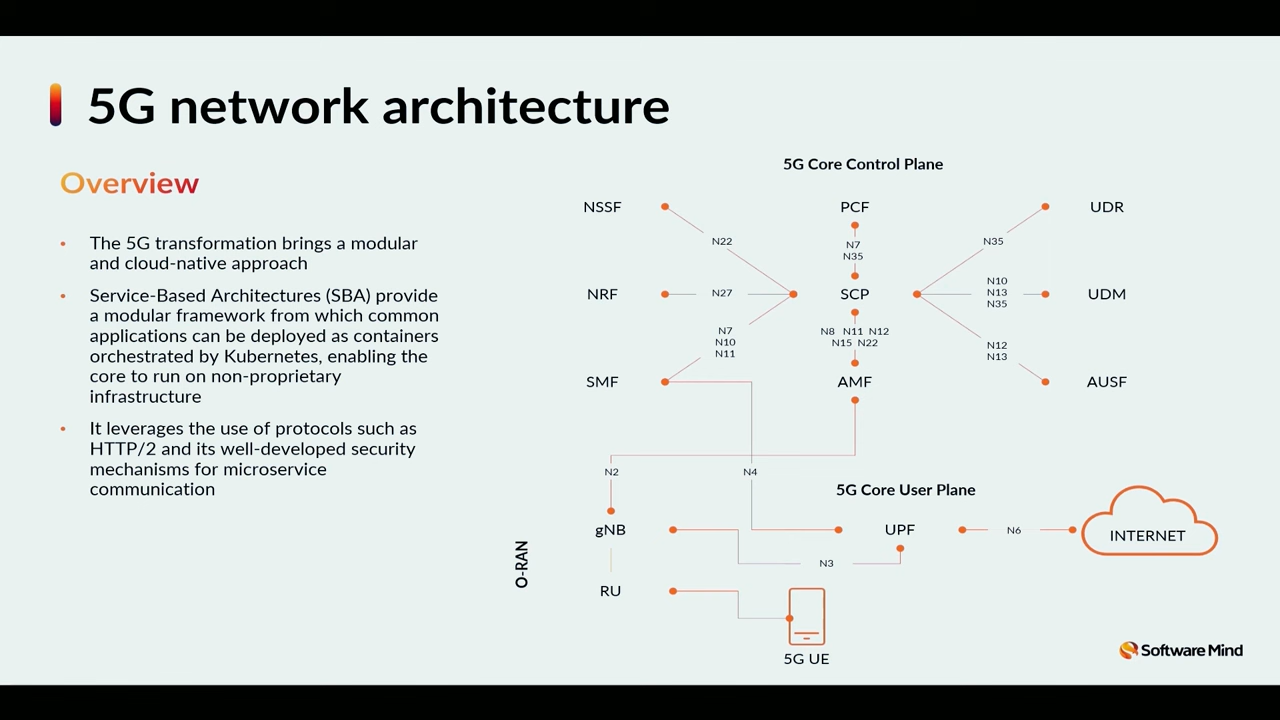 5G network architecture
Overview
• The 5G transformation brings a modular
and cloud-native approach
• Service-Based Architectures (SBA) provide
a modular framework from which common
applications can be deployed as containers
orchestrated by Kubernetes, enabling the
core to run on non-proprietary
infrastructure
• It leverages the use of protocols such as
HTTP/2 and its well-developed security
mechanisms for microservice
communication
5G Core Control Plane
NSSF
PCF
UDR
N22
N7
N35
N35
NRF
N27
SCP
N10
N13
N35
UDM
N7
N10
N11
N8 N11 N12
N15 N22
N12
N13
SMF
AMF
AUSF
N2
N4
5G Core User Plane
gNB
UPF
N6
INTERNET
N3
O-RAN
RU
5G UE
Software Mind